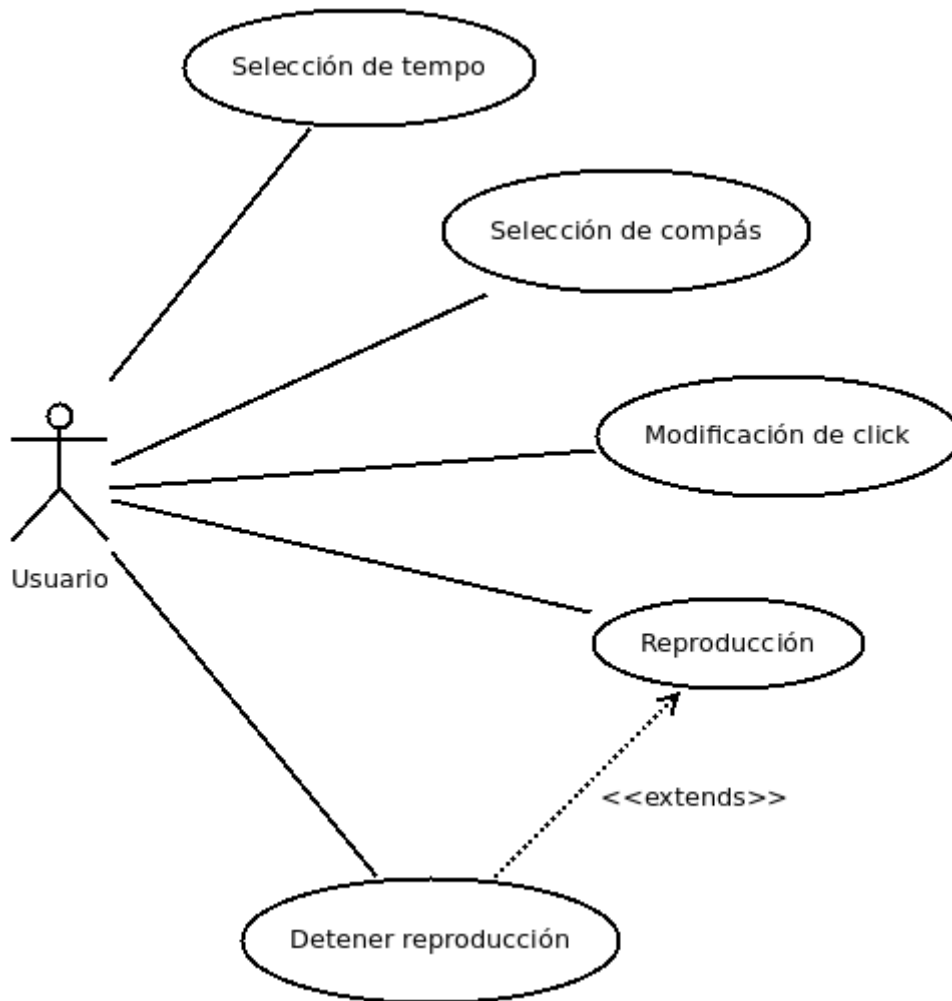 Selección de tempo
Selección de compás
Modificación de click
Usuario
Reproducción
<<extends>>
Detener reproducción